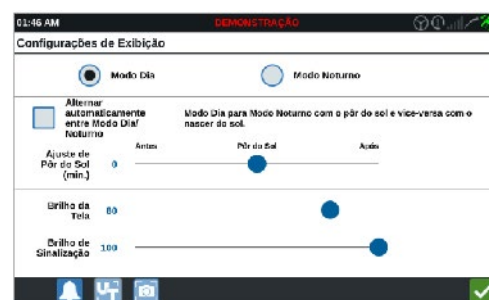 01:46 AM DEMONSTRAÇÃO
Configurações de Exibição
Modo Dia Modo Noturno
Alternar
automaticamente
entre Modo Dia/
Noturno
Modo Dia para Modo Noturno com o pôr do sol e vice-versa com o
nascer do sol.
Antes Pôr do Sol Após
Ajuste de
Pôr do Sol
(min.)
0
Brilho da
Tela
80
Brilho de
Sinalização
100
UT